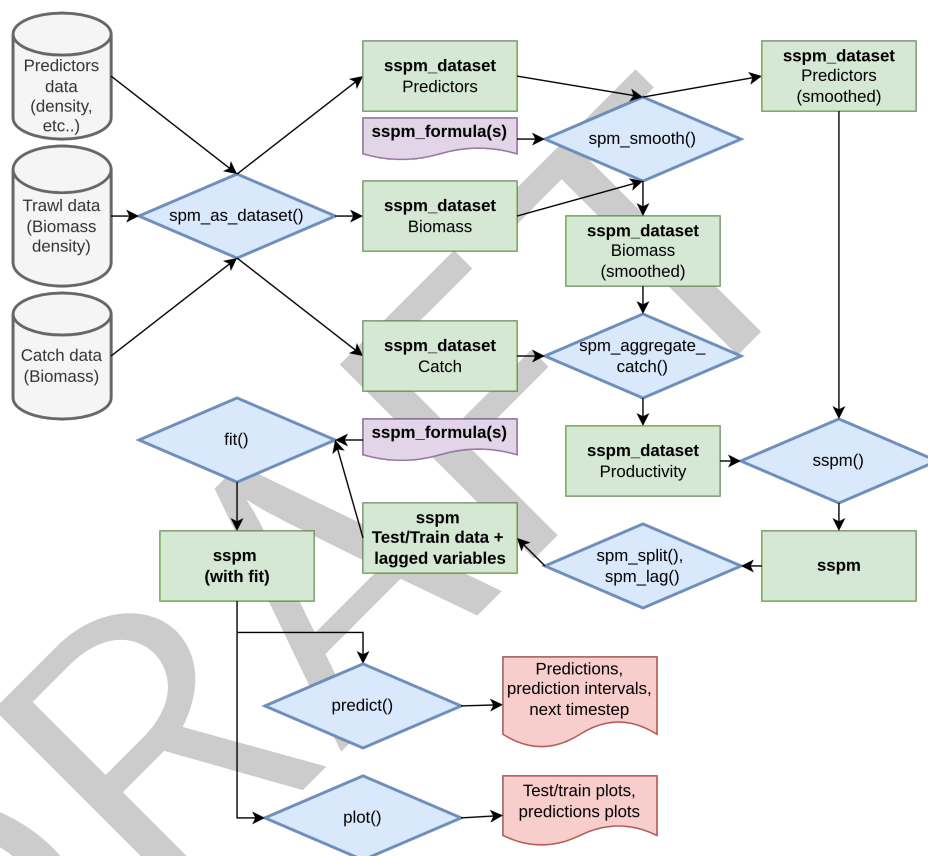 Predictors
data
(density,
etc..)
Trawl data
(Biomass
density)
Catch data
(Biomass)
spm_as_dataset()
sspm_dataset
Predictors
sspm_formula(s)
sspm_dataset
Biomass
sspm_dataset
Catch
spm_smooth()
sspm_dataset
Predictors
(smoothed)
sspm_dataset
Biomass
(smoothed)
spm_aggregate_
catch()
sspm_dataset
Productivity
sspm()
sspm
spm_split(),
spm_lag()
sspm
Test/Train data +
lagged variables
sspm_formula(s)
fit()
sspm
(with fit)
predict()
Predictions,
prediction intervals,
next timestep
plot()
Test/train plots,
predictions plots
DRAFT